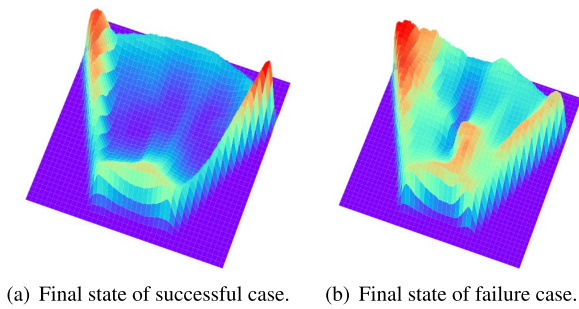 (a) Final state of successful case.
(b) Final state of failure case.